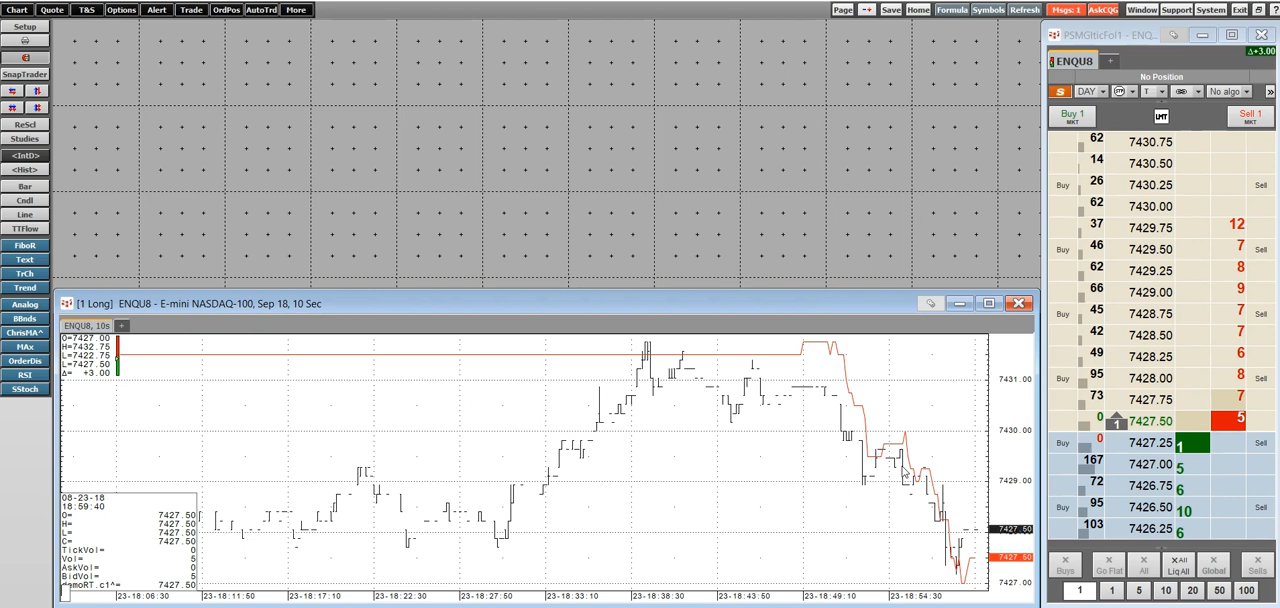 Chart Quote T&S Options Alert Trade OrdPos AutoTrd More Page Save Home Formula Symbols Refresh Msgs: 1 AskCQG Window Support System Exit ?
Setup
SnapTrader
ReScl
Studies
<IntD>
<Hist>
Bar
Cndl
Line
TTFlow
FiboR
Text
TrCh
Trend
Analog
BBnds
ChrisMA^
MAx
OrderDis
RSI
SStoch
[1 Long] ENQU8 - E-mini NASDAQ-100, Sep 18, 10 Sec
ENQU8, 10s +
O=7427.00
H=7432.75
L=7422.75
L=7427.50
Δ= +3.00
7431.00
7430.00
7429.00
7428.00
7427.50
7427.50
7427.00
08-23-18
18:59:40
O= 7427.50
H= 7427.50
L= 7427.50
C= 7427.50
TickVol= 0
Vol= 5
AskVol= 0
BidVol= 5
demoRT.c1^= 7427.50
23-18:06:30 23-18:11:50 23-18:17:10 23-18:22:30 23-18:27:50 23-18:33:10 23-18:38:30 23-18:43:50 23-18:49:10 23-18:54:30
PSMGlticFol1 - ENQ...
ENQU8 + Δ+3.00
No Position
S DAY STP T No algo »
Buy 1 MKT LMT Sell 1 MKT
62 7430.75
14 7430.50
Buy 26 7430.25 Sell
62 7430.00
37 7429.75 12
Buy 46 7429.50 7 Sell
62 7429.25 8
66 7429.00 9
Buy 45 7428.75 7 Sell
42 7428.50 7
49 7428.25 6
Buy 95 7428.00 8 Sell
73 7427.75 7
0 1 7427.50 5
Buy 0 7427.25 1 Sell
167 7427.00 5
72 7426.75 6
Buy 95 7426.50 10 Sell
103 7426.25 6
X Buys X Go Flat X All X All Liq All X Global X Sells
1 1 5 10 20 50 100